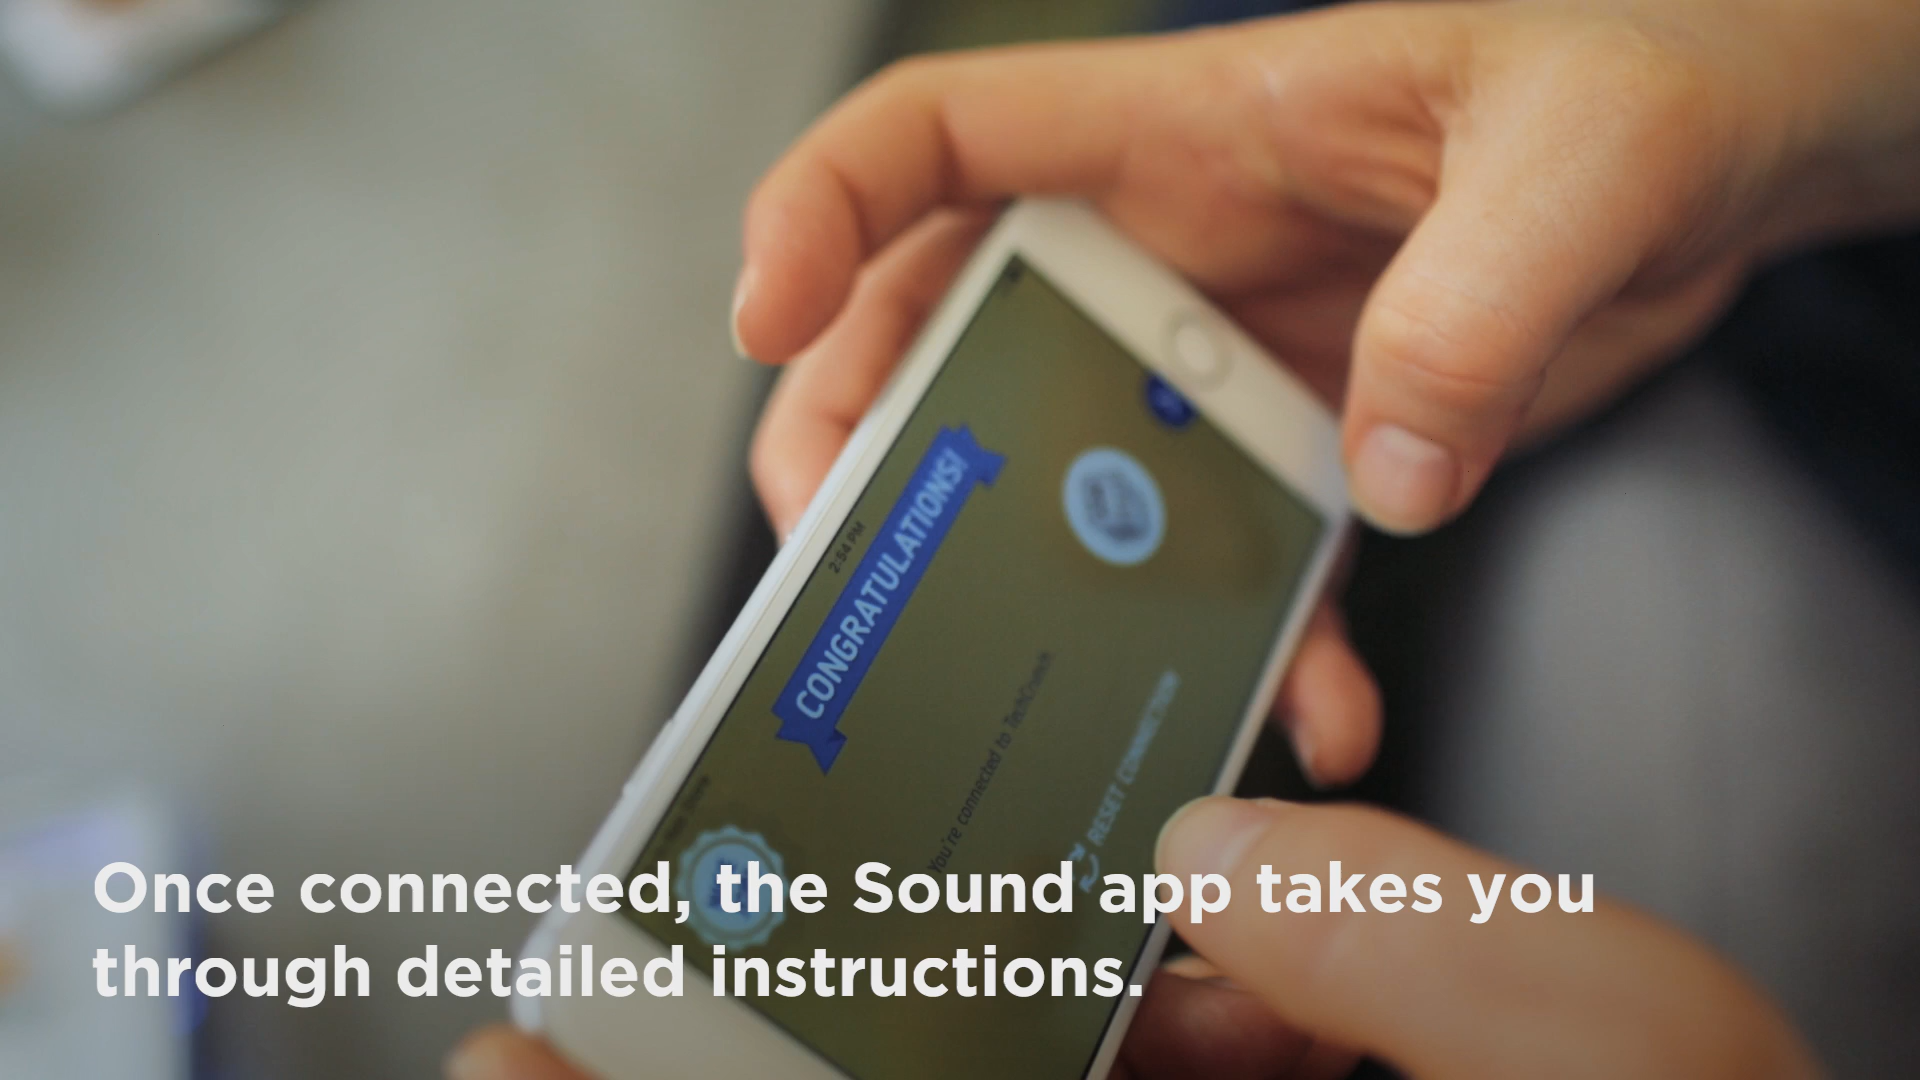 2:54 PM
CONGRATULATIONS!
You're connected to TechCrunch
RESET CONNECTION
Once connected, the Sound app takes you
through detailed instructions.